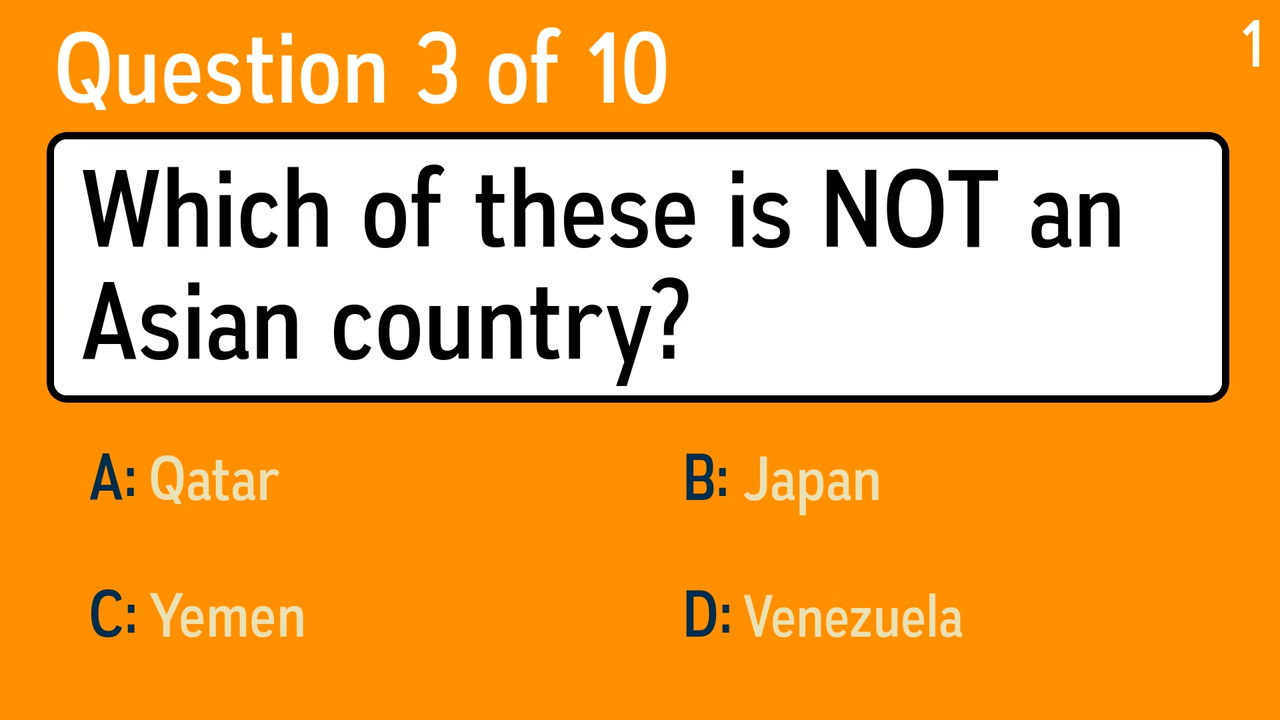 Question 3 of 10
1
Which of these is NOT an
Asian country?
A: Qatar
B: Japan
C: Yemen
D: Venezuela